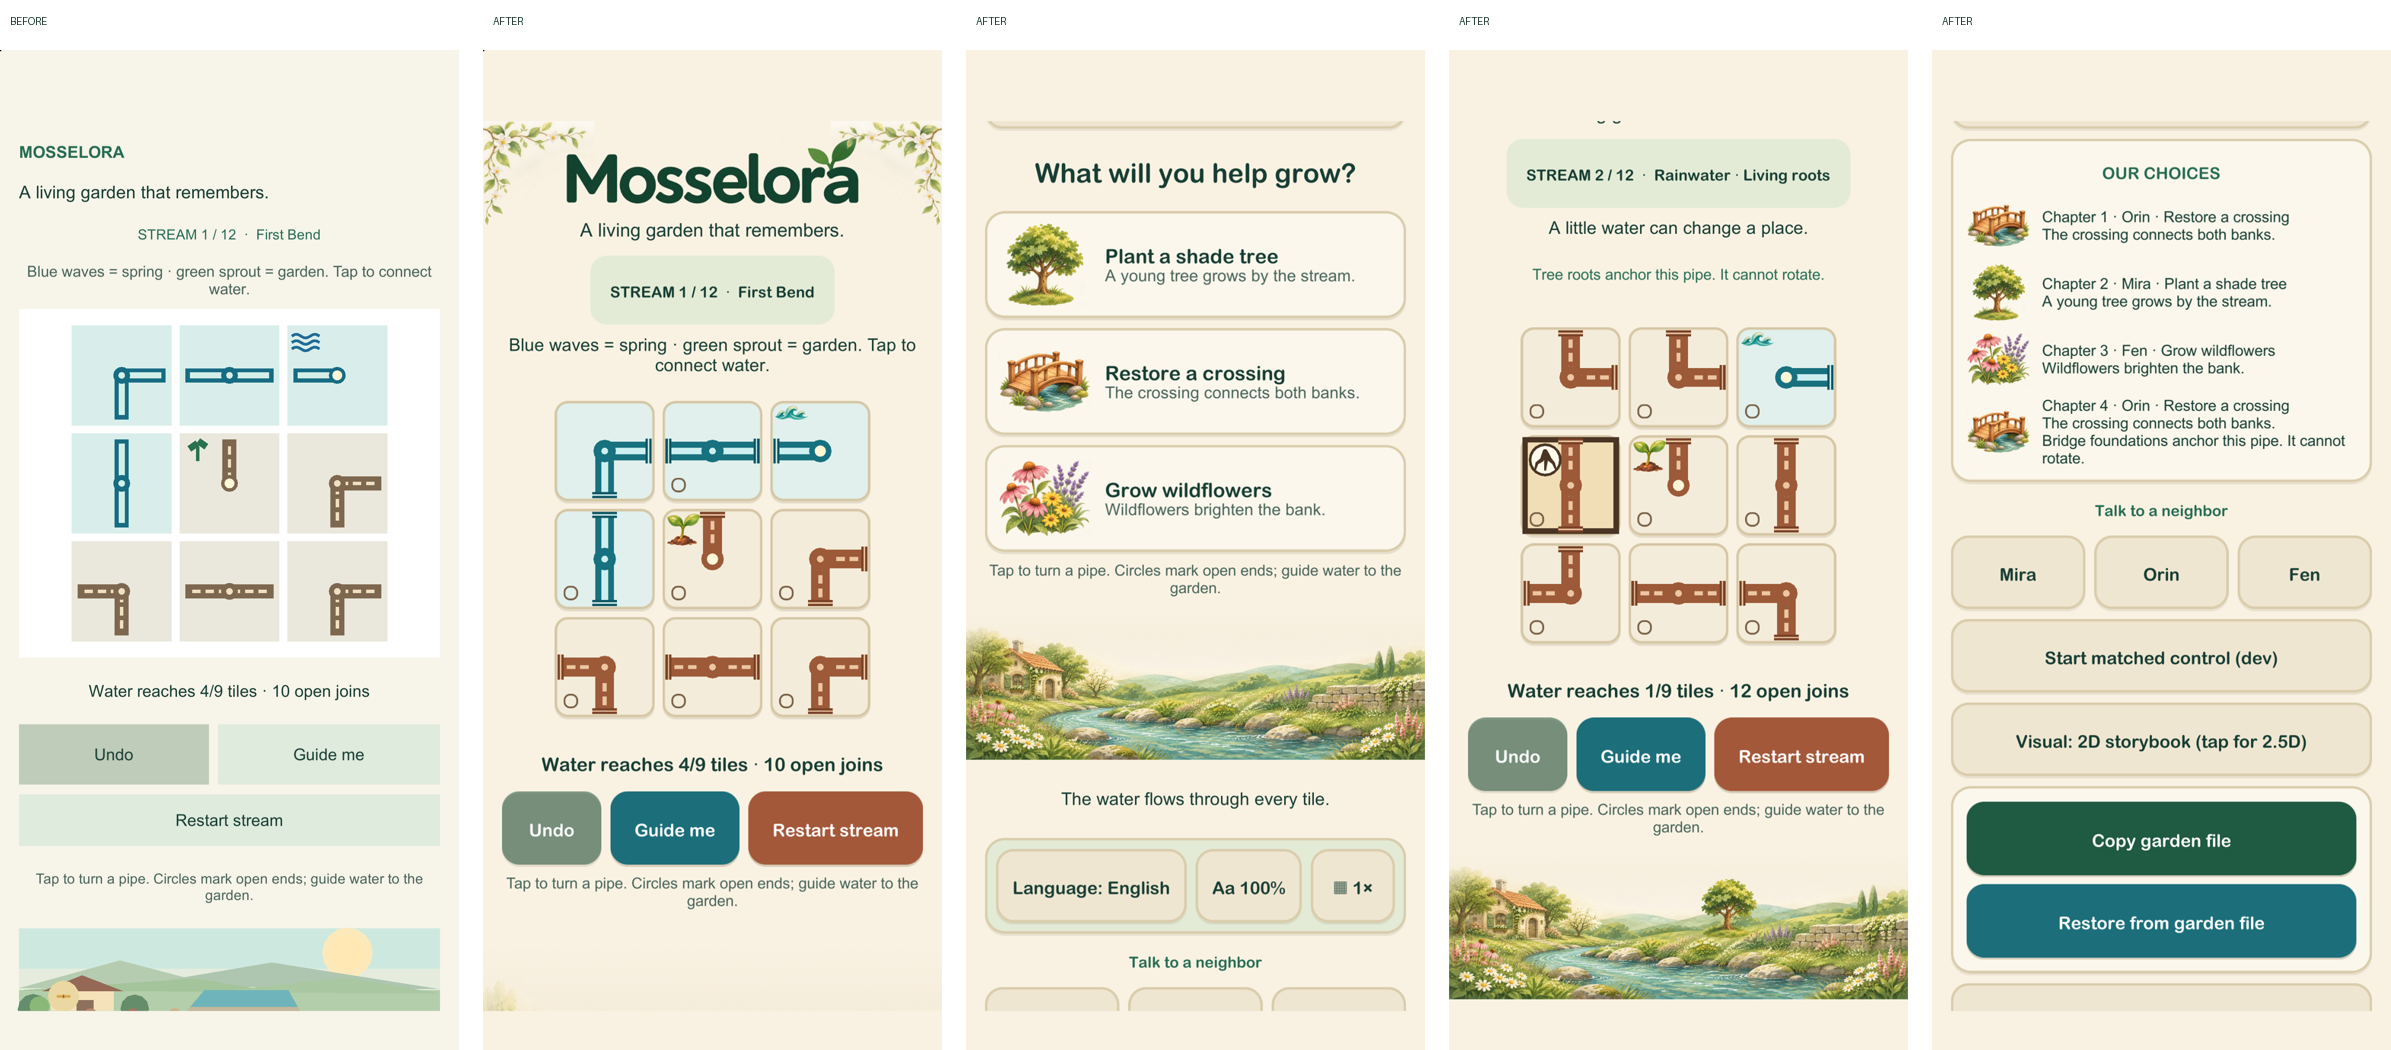 BEFORE
MOSSELORA
A living garden that remembers.
STREAM 1 / 12 · First Bend
Blue waves = spring · green sprout = garden. Tap to connect
water.
Water reaches 4/9 tiles · 10 open joins
Undo
Guide me
Restart stream
Tap to turn a pipe. Circles mark open ends; guide water to the
garden.
AFTER
Mosselora
A living garden that remembers.
STREAM 1 / 12 · First Bend
Blue waves = spring · green sprout = garden. Tap to
connect water.
Water reaches 4/9 tiles · 10 open joins
Undo
Guide me
Restart stream
Tap to turn a pipe. Circles mark open ends; guide water to the
garden.
AFTER
What will you help grow?
Plant a shade tree
A young tree grows by the stream.
Restore a crossing
The crossing connects both banks.
Grow wildflowers
Wildflowers brighten the bank.
Tap to turn a pipe. Circles mark open ends; guide water to the
garden.
The water flows through every tile.
Language: English
Aa 100%
▦ 1×
Talk to a neighbor
AFTER
STREAM 2 / 12 · Rainwater · Living roots
A little water can change a place.
Tree roots anchor this pipe. It cannot rotate.
Water reaches 1/9 tiles · 12 open joins
Undo
Guide me
Restart stream
Tap to turn a pipe. Circles mark open ends; guide water to the
garden.
AFTER
OUR CHOICES
Chapter 1 · Orin · Restore a crossing
The crossing connects both banks.
Chapter 2 · Mira · Plant a shade tree
A young tree grows by the stream.
Chapter 3 · Fen · Grow wildflowers
Wildflowers brighten the bank.
Chapter 4 · Orin · Restore a crossing
The crossing connects both banks.
Bridge foundations anchor this pipe. It cannot
rotate.
Talk to a neighbor
Mira
Orin
Fen
Start matched control (dev)
Visual: 2D storybook (tap for 2.5D)
Copy garden file
Restore from garden file